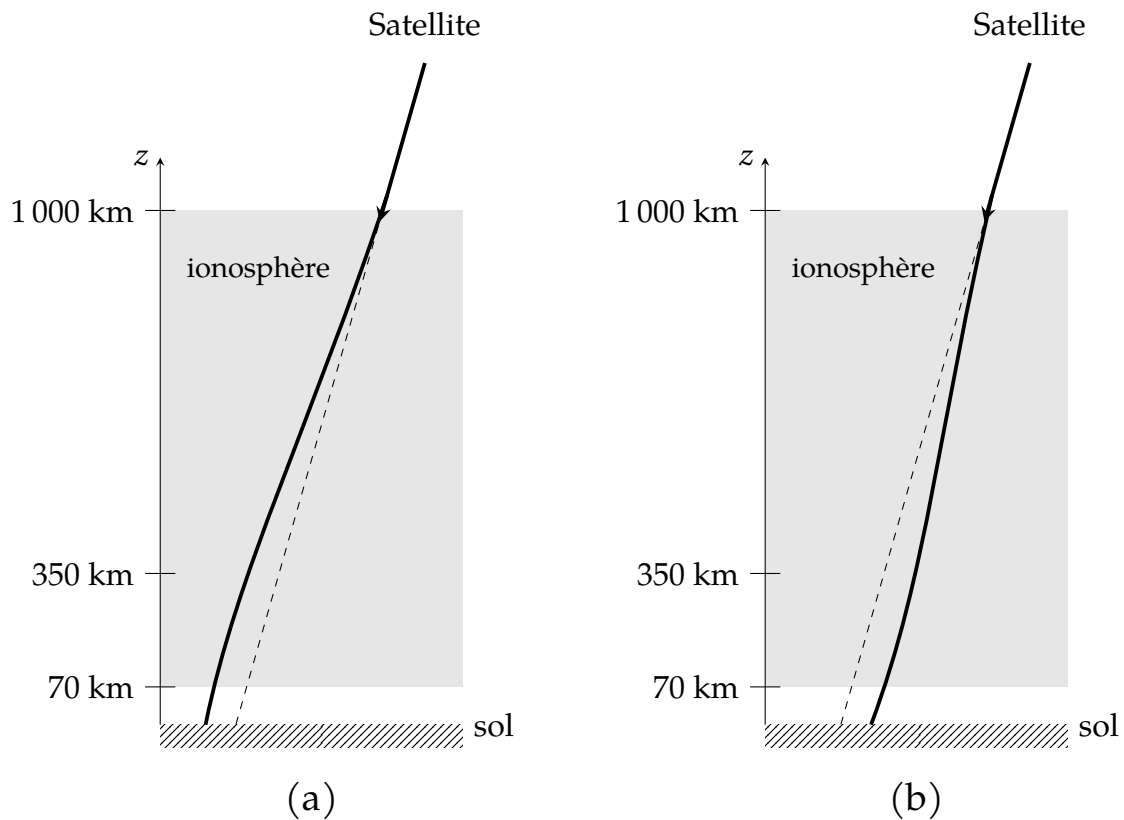 Satellite
z
1 000 km
ionosphère
350 km
70 km
sol
(a)
Satellite
z
1 000 km
ionosphère
350 km
70 km
sol
(b)